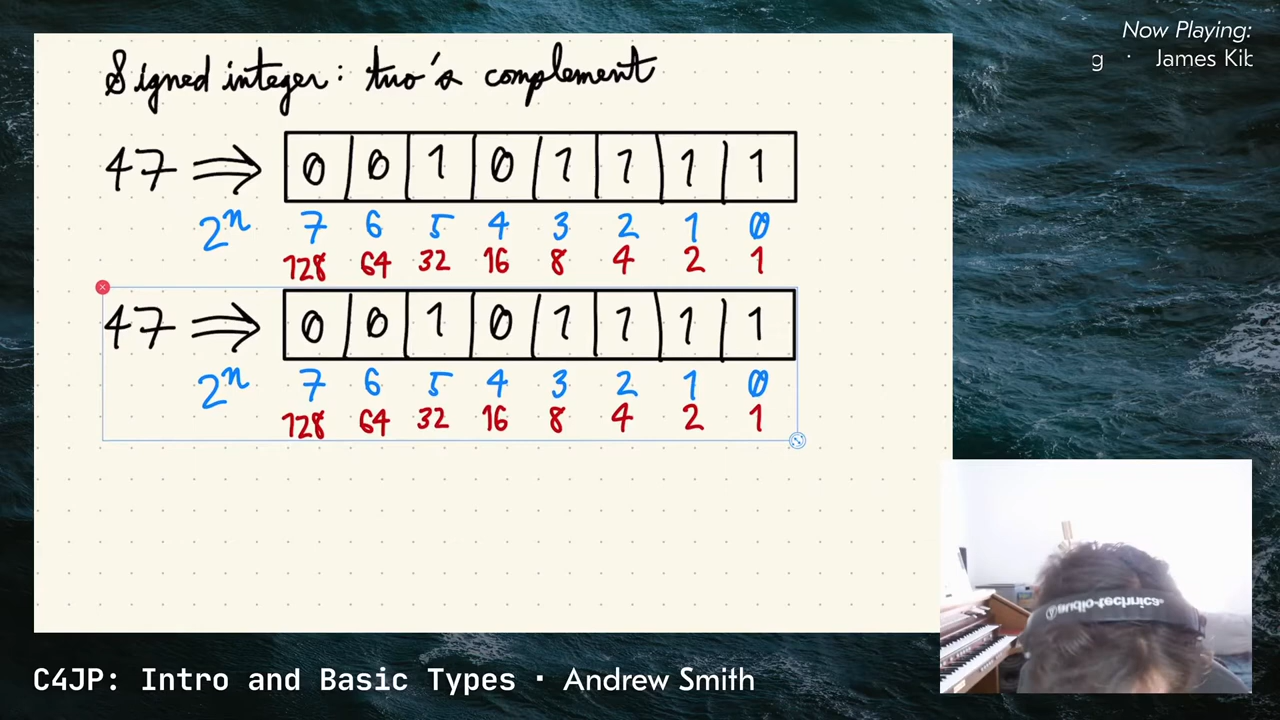 Now Playing:
g · James Kib
Signed integer: two's complement
47 ⇒ 0 0 1 0 1 1 1 1
2ⁿ 7 6 5 4 3 2 1 0
128 64 32 16 8 4 2 1
47 ⇒ 0 0 1 0 1 1 1 1
2ⁿ 7 6 5 4 3 2 1 0
128 64 32 16 8 4 2 1
audio-technica
C4JP: Intro and Basic Types · Andrew Smith